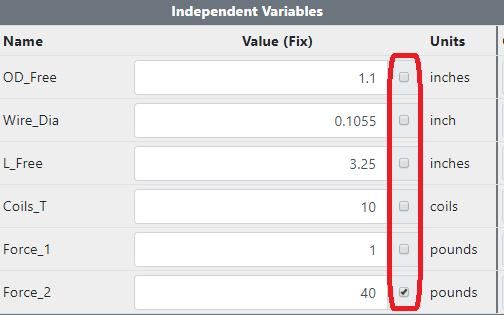 Independent Variables
Name Value (Fix) Units
OD_Free 1.1 inches
Wire_Dia 0.1055 inch
L_Free 3.25 inches
Coils_T 10 coils
Force_1 1 pounds
Force_2 40 pounds